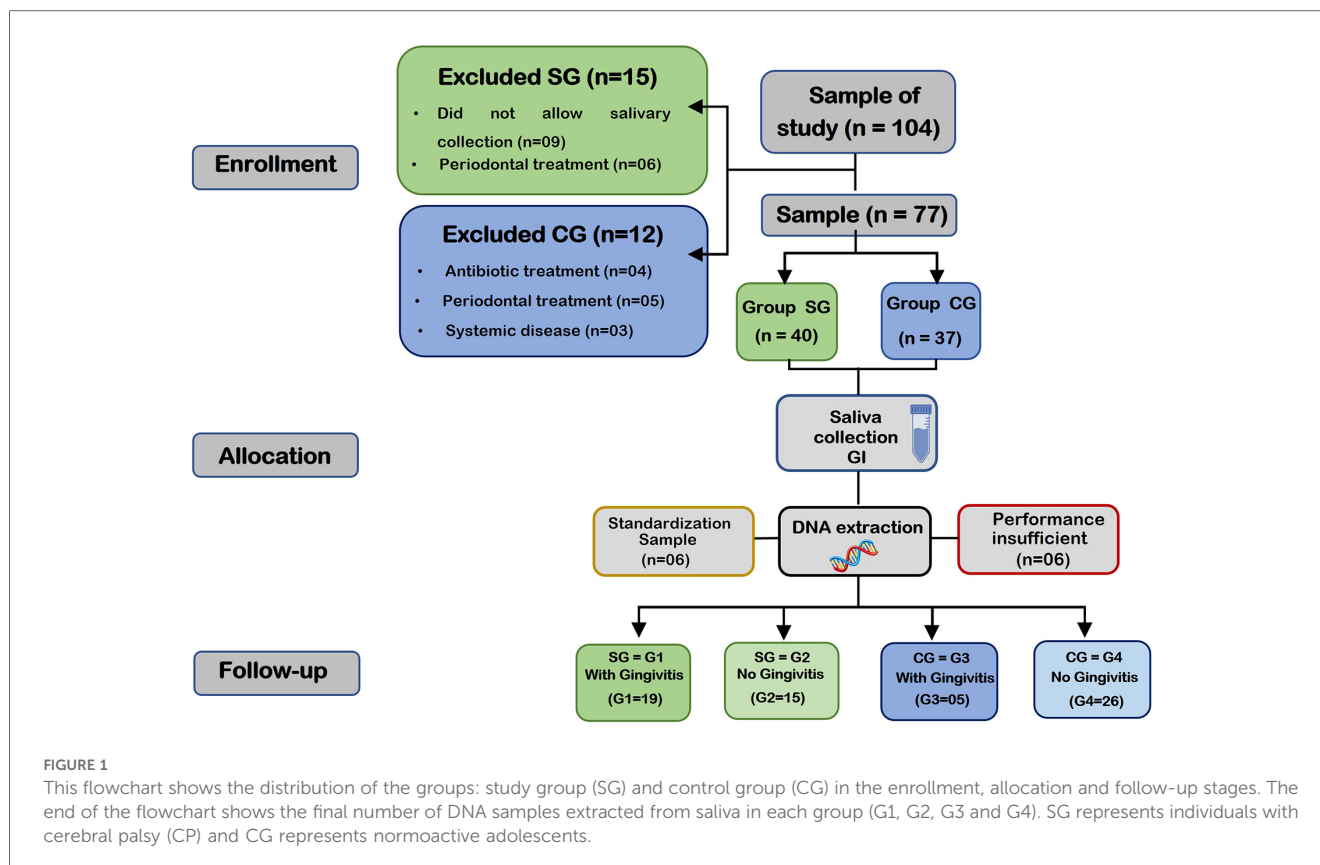 Excluded SG (n=15)
• Did not allow salivary
collection (n=09)
• Periodontal treatment (n=06)
Sample of
study (n = 104)
Enrollment
Sample (n = 77)
Excluded CG (n=12)
• Antibiotic treatment (n=04)
• Periodontal treatment (n=05)
• Systemic disease (n=03)
Group SG
(n = 40)
Group CG
(n = 37)
Saliva
collection
GI
Allocation
Standardization
Sample
(n=06)
DNA extraction
Performance
insufficient
(n=06)
Follow-up
SG = G1
With Gingivitis
(G1=19)
SG = G2
No Gingivitis
(G2=15)
CG = G3
With Gingivitis
(G3=05)
CG = G4
No Gingivitis
(G4=26)
FIGURE 1
This flowchart shows the distribution of the groups: study group (SG) and control group (CG) in the enrollment, allocation and follow-up stages. The
end of the flowchart shows the final number of DNA samples extracted from saliva in each group (G1, G2, G3 and G4). SG represents individuals with
cerebral palsy (CP) and CG represents normoactive adolescents.